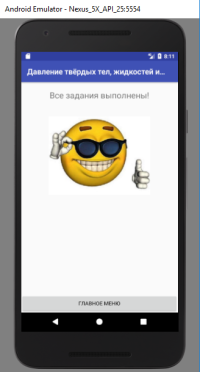 Android Emulator - Nexus_5X_API_25:5554
8:11
Давление твёрдых тел, жидкостей и...
Все задания выполнены!
ГЛАВНОЕ МЕНЮ